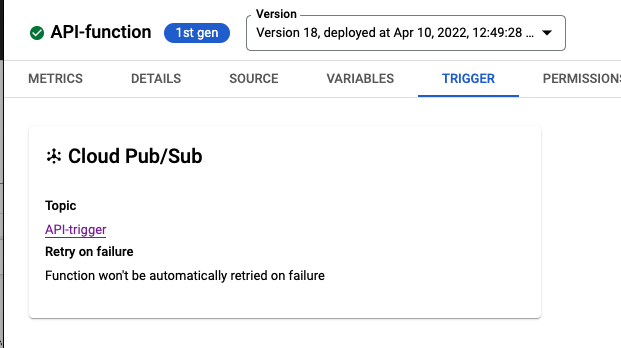 API-function 1st gen
Version
Version 18, deployed at Apr 10, 2022, 12:49:28 ...
METRICS DETAILS SOURCE VARIABLES TRIGGER PERMISSIONS
Cloud Pub/Sub
Topic
API-trigger
Retry on failure
Function won't be automatically retried on failure